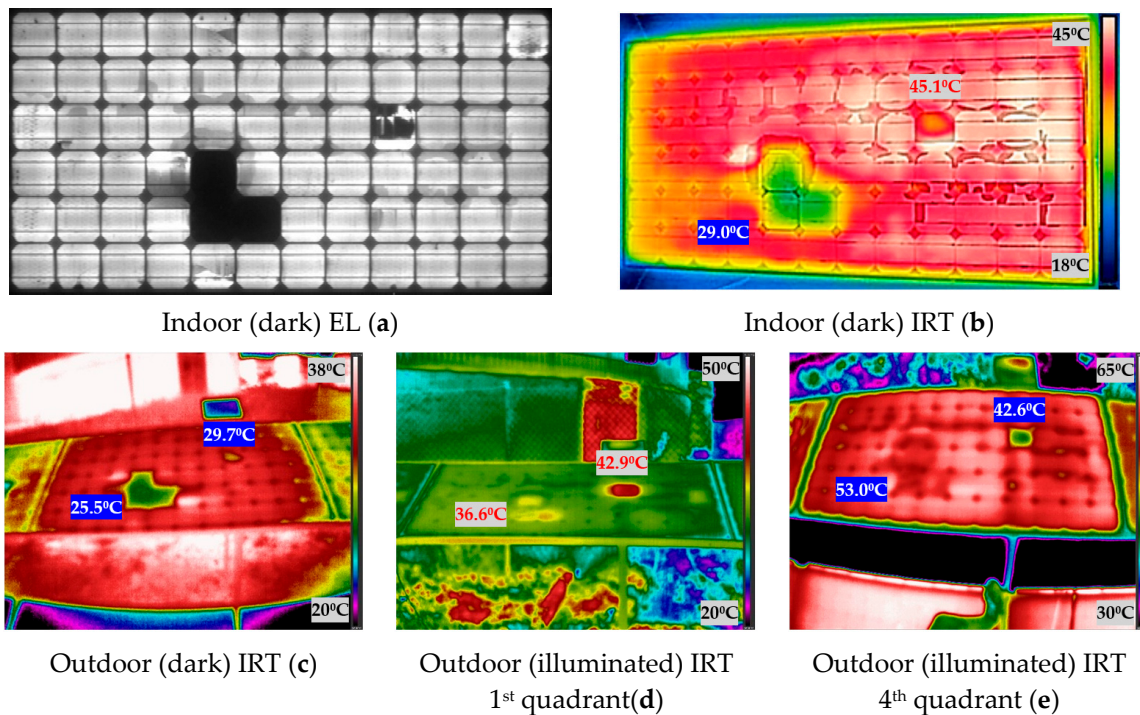 45⁰C
45.1⁰C
29.0⁰C
18⁰C
Indoor (dark) EL (a)
Indoor (dark) IRT (b)
38⁰C
29.7⁰C
25.5⁰C
20⁰C
50⁰C
42.9⁰C
36.6⁰C
20⁰C
65⁰C
42.6⁰C
53.0⁰C
30⁰C
Outdoor (dark) IRT (c)
Outdoor (illuminated) IRT
1st quadrant(d)
Outdoor (illuminated) IRT
4th quadrant (e)